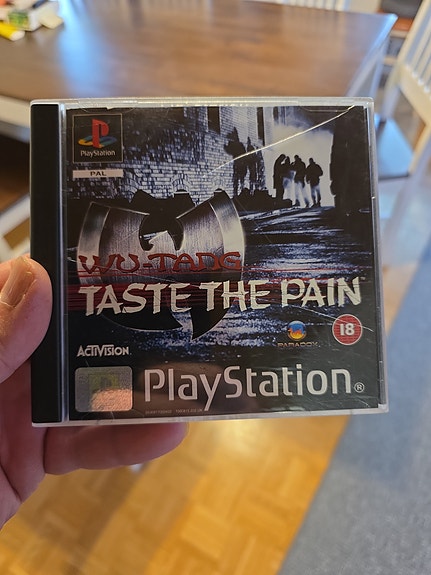 PlayStation
PAL
WU-TANG
TASTE THE PAIN
ACTIVISION
PARADOX
18
PlayStation®